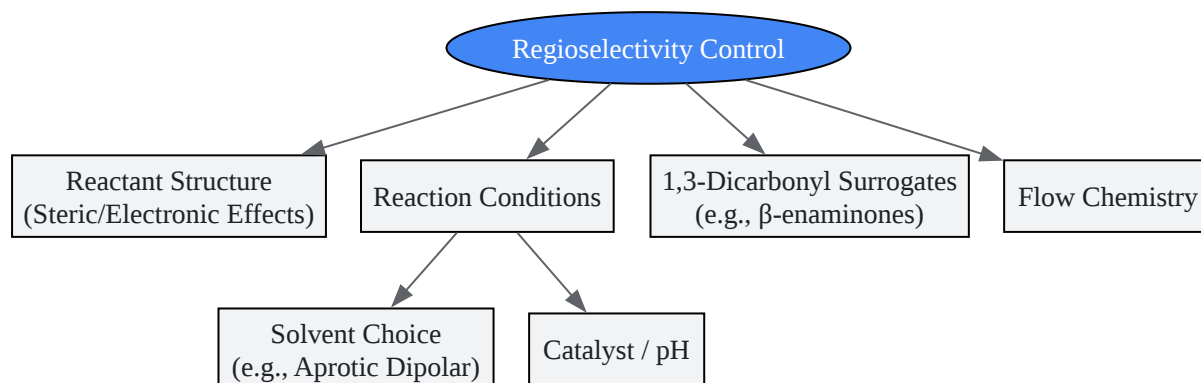 Regioselectivity Control
Reactant Structure
(Steric/Electronic Effects)
Reaction Conditions
1,3-Dicarbonyl Surrogates
(e.g., β-enaminones)
Flow Chemistry
Solvent Choice
(e.g., Aprotic Dipolar)
Catalyst / pH